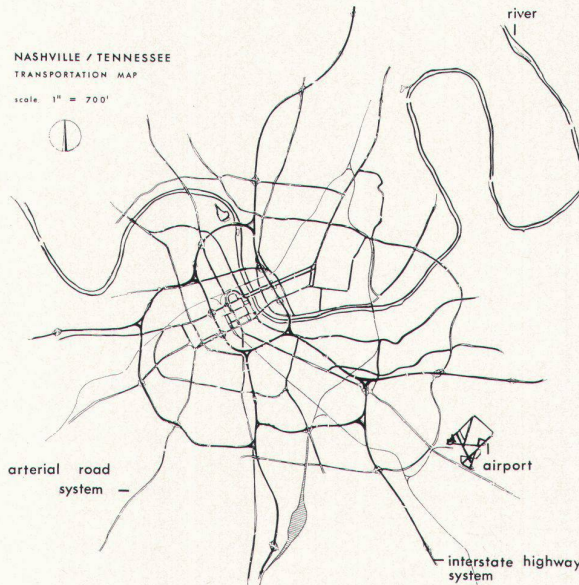 river
NASHVILLE / TENNESSEE
TRANSPORTATION MAP
scale 1" = 700'
airport
arterial road
system
interstate highway
system